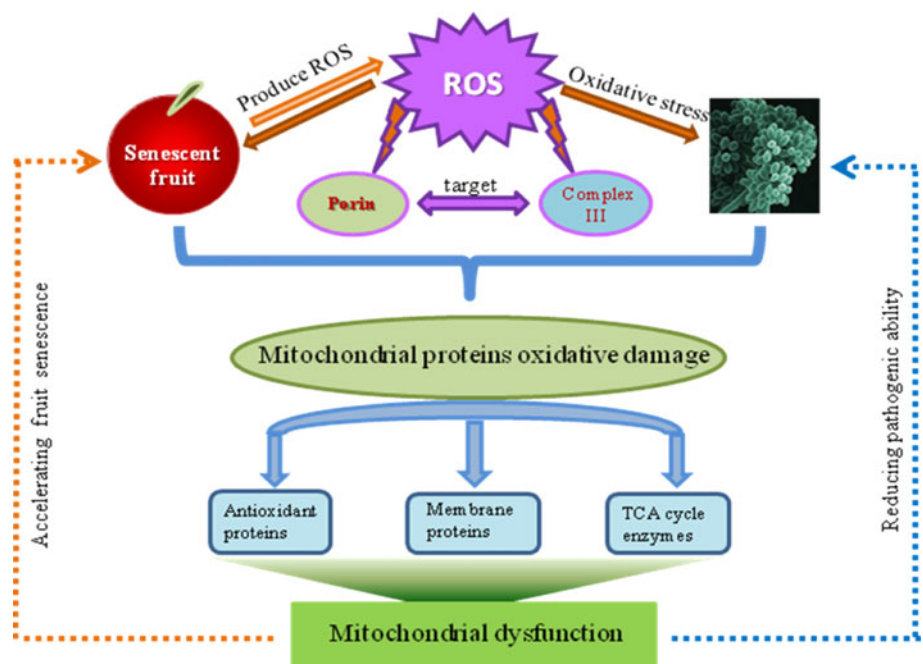 Produce ROS
ROS
Oxidative stress
Senescent
fruit
Porin
target
Complex
III
Accelerating fruit senescence
Reducing pathogenic ability
Mitochondrial proteins oxidative damage
Antioxidant
proteins
Membrane
proteins
TCA cycle
enzymes
Mitochondrial dysfunction